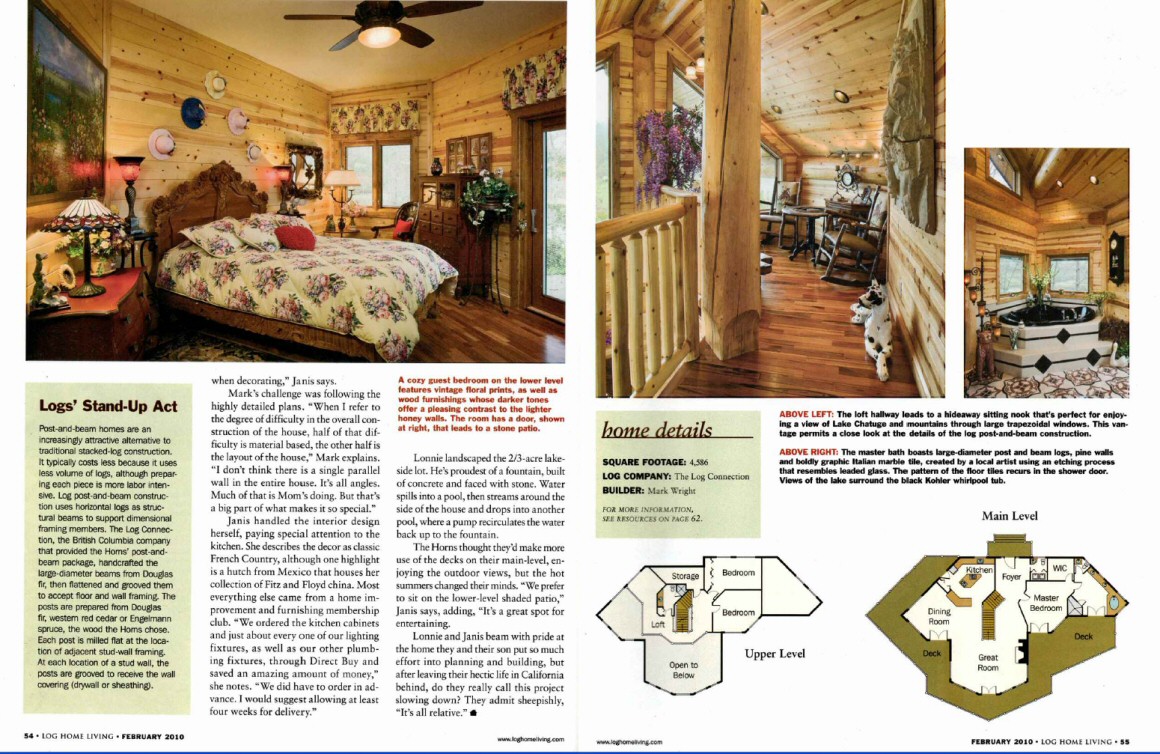 Logs' Stand-Up Act
Post-and-beam homes are an
increasingly attractive alternative to
traditional stacked-log construction.
It typically costs less because it uses
less volume of logs, although prepar-
ing each piece is more labor inten-
sive. Log post-and-beam construc-
tion uses horizontal logs as struc-
tural beams to support dimensional
framing members. The Log Connec-
tion, the British Columbia company
that provided the Horns' post-and-
beam package, handcrafted the
large-diameter beams from Douglas
fir, then flattened and grooved them
to accept floor and wall framing. The
posts are prepared from Douglas
fir, western red cedar or Engelmann
spruce, the wood the Horns chose.
Each post is milled flat at the loca-
tion of adjacent stud-wall framing.
At each location of a stud wall, the
posts are grooved to receive the wall
covering (drywall or sheathing).
when decorating," Janis says.
Mark's challenge was following the
highly detailed plans. "When I refer to
the degree of difficulty in the overall con-
struction of the house, half of that dif-
ficulty is material based, the other half is
the layout of the house," Mark explains.
"I don't think there is a single parallel
wall in the entire house. It's all angles.
Much of that is Mom's doing. But that's
a big part of what makes it so special."
Janis handled the interior design
herself, paying special attention to the
kitchen. She describes the decor as classic
French Country, although one highlight
is a hutch from Mexico that houses her
collection of Fitz and Floyd china. Most
everything else came from a home im-
provement and furnishing membership
club. "We ordered the kitchen cabinets
and just about every one of our lighting
fixtures, as well as our other plumb-
ing fixtures, through Direct Buy and
saved an amazing amount of money,"
she notes. "We did have to order in ad-
vance. I would suggest allowing at least
four weeks for delivery."
A cozy guest bedroom on the lower level
features vintage floral prints, as well as
wood furnishings whose darker tones
offer a pleasing contrast to the lighter
honey walls. The room has a door, shown
at right, that leads to a stone patio.
Lonnie landscaped the 2/3-acre lake-
side lot. He's proudest of a fountain, built
of concrete and faced with stone. Water
spills into a pool, then streams around the
side of the house and drops into another
pool, where a pump recirculates the water
back up to the fountain.
The Horns thought they'd make more
use of the decks on their main-level, en-
joying the outdoor views, but the hot
summers changed their minds. "We prefer
to sit on the lower-level shaded patio,"
Janis says, adding, "It's a great spot for
entertaining.
Lonnie and Janis beam with pride at
the home they and their son put so much
effort into planning and building, but
after leaving their hectic life in California
behind, do they really call this project
slowing down? They admit sheepishly,
"It's all relative."
54 • LOG HOME LIVING • FEBRUARY 2010
www.loghomeliving.com
home details
SQUARE FOOTAGE: 4,586
LOG COMPANY: The Log Connection
BUILDER: Mark Wright
FOR MORE INFORMATION,
SEE RESOURCES ON PAGE 62.
ABOVE LEFT: The loft hallway leads to a hideaway sitting nook that's perfect for enjoy-
ing a view of Lake Chatuge and mountains through large trapezoidal windows. This van-
tage permits a close look at the details of the log post-and-beam construction.
ABOVE RIGHT: The master bath boasts large-diameter post and beam logs, pine walls
and boldly graphic Italian marble tile, created by a local artist using an etching process
that resembles leaded glass. The pattern of the floor tiles recurs in the shower door.
Views of the lake surround the black Kohler whirlpool tub.
Storage
Bedroom
Bedroom
Loft
Open to
Below
Upper Level
Main Level
Kitchen
Foyer
WIC
Master
Bedroom
Dining
Room
Deck
Great
Room
Deck
www.loghomeliving.com
FEBRUARY 2010 • LOG HOME LIVING • 55